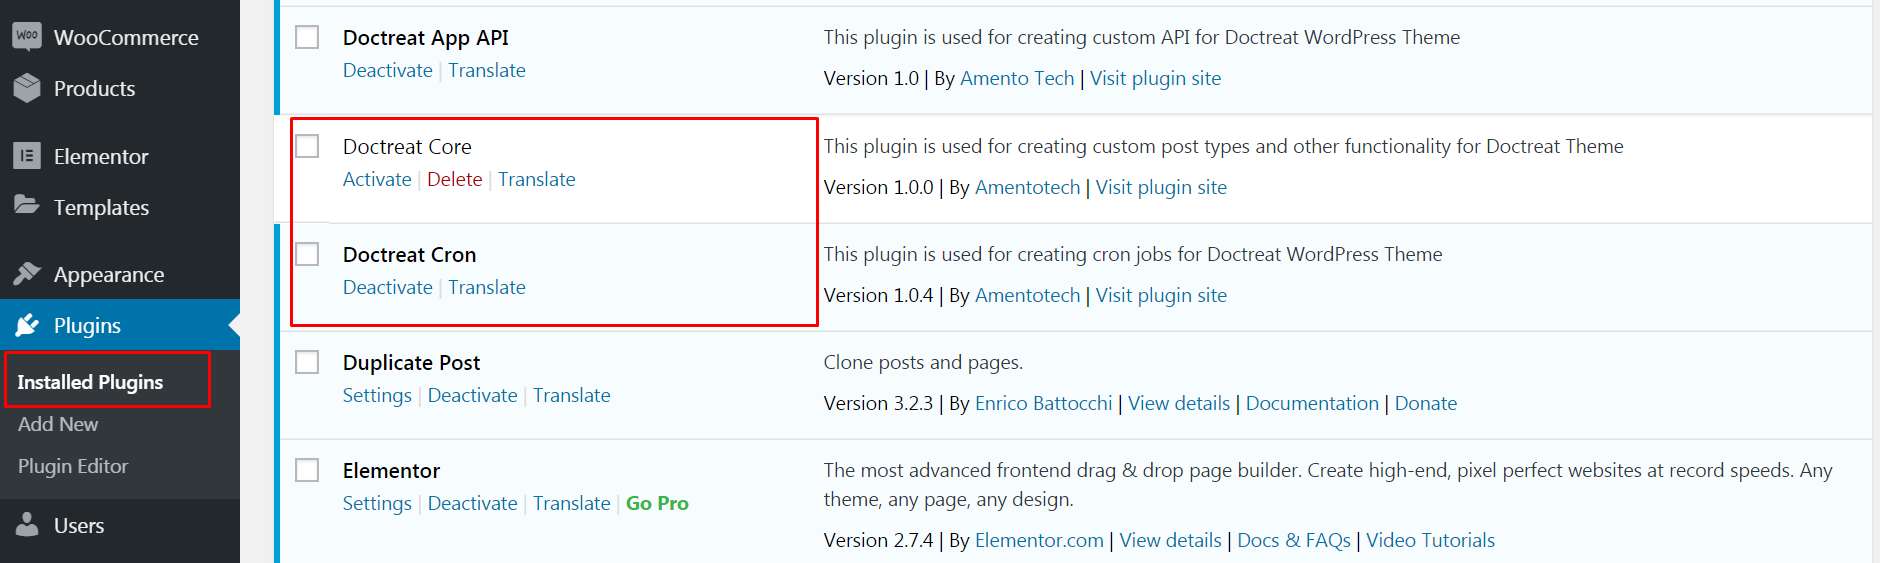 WOO
WooCommerce
Products
Elementor
Templates
Appearance
Plugins
Installed Plugins
Add New
Plugin Editor
Users
Doctreat App API
Deactivate | Translate
This plugin is used for creating custom API for Doctreat WordPress Theme
Version 1.0 | By Amento Tech | Visit plugin site
Doctreat Core
Activate | Delete | Translate
This plugin is used for creating custom post types and other functionality for Doctreat Theme
Version 1.0.0 | By Amentotech | Visit plugin site
Doctreat Cron
Deactivate | Translate
This plugin is used for creating cron jobs for Doctreat WordPress Theme
Version 1.0.4 | By Amentotech | Visit plugin site
Duplicate Post
Settings | Deactivate | Translate
Clone posts and pages.
Version 3.2.3 | By Enrico Battocchi | View details | Documentation | Donate
Elementor
Settings | Deactivate | Translate | Go Pro
The most advanced frontend drag & drop page builder. Create high-end, pixel perfect websites at record speeds. Any
theme, any page, any design.
Version 2.7.4 | By Elementor.com | View details | Docs & FAQs | Video Tutorials